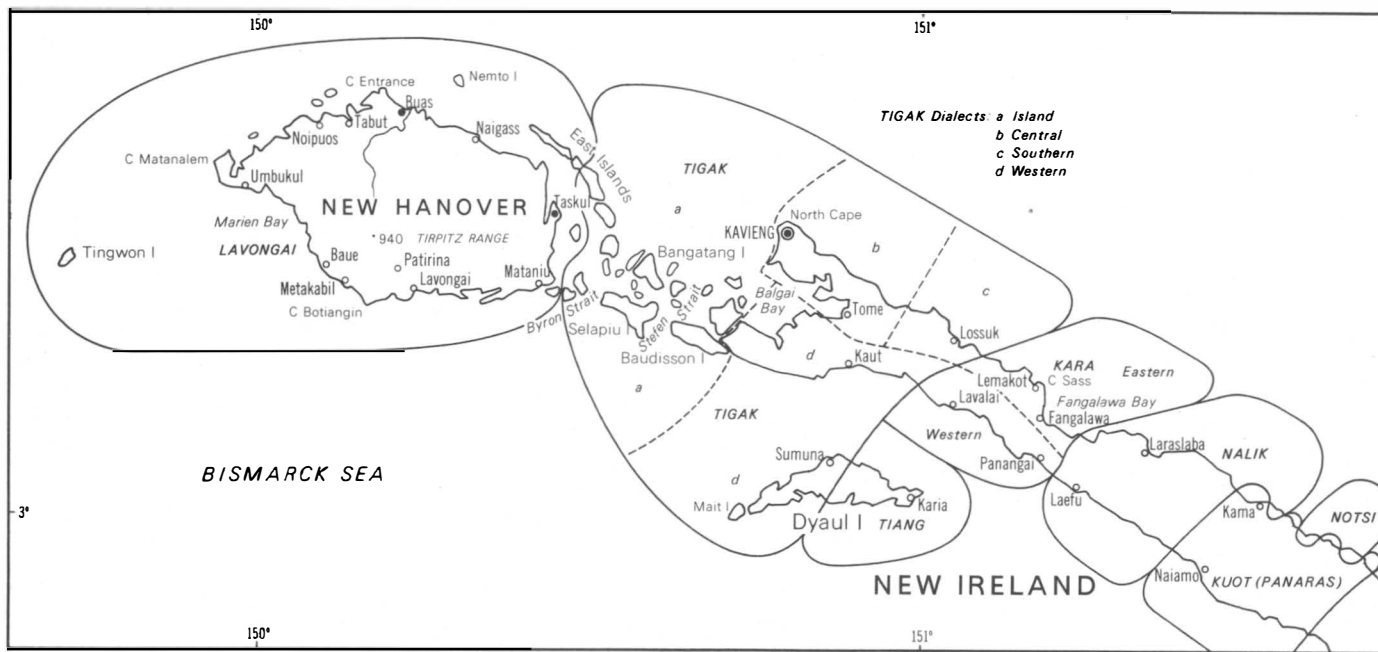 150°
151°
C Entrance
Nemto I
Buas
Tabut
Noipuos
Naigass
C Matanalem
Umbukul
East Islands
TIGAK Dialects: a Island
b Central
c Southern
d Western
TIGAK
a
NEW HANOVER
Taskul
Marien Bay
LAVONGAI
•940 TIRPITZ RANGE
North Cape
KAVIENG
b
Tingwon I
Baue
Patirina
Metakabil
Lavongai
Mataniu
C Botiangin
Bangatang I
Byron Strait
Selapiu I
Stefen Strait
Baudisson I
Balgai
Bay
Tome
c
Lossuk
d
Kaut
a
TIGAK
KARA
Eastern
Lemakot
C Sass
Lavalai
Fangalawa Bay
Fangalawa
Western
Panangai
Laraslaba
NALIK
BISMARCK SEA
Sumuna
d
Mait I
Dyaul I
Karia
TIANG
Laefu
Kama
NOTSI
3°
NEW IRELAND
Naiamo
KUOT (PANARAS)
150°
151°